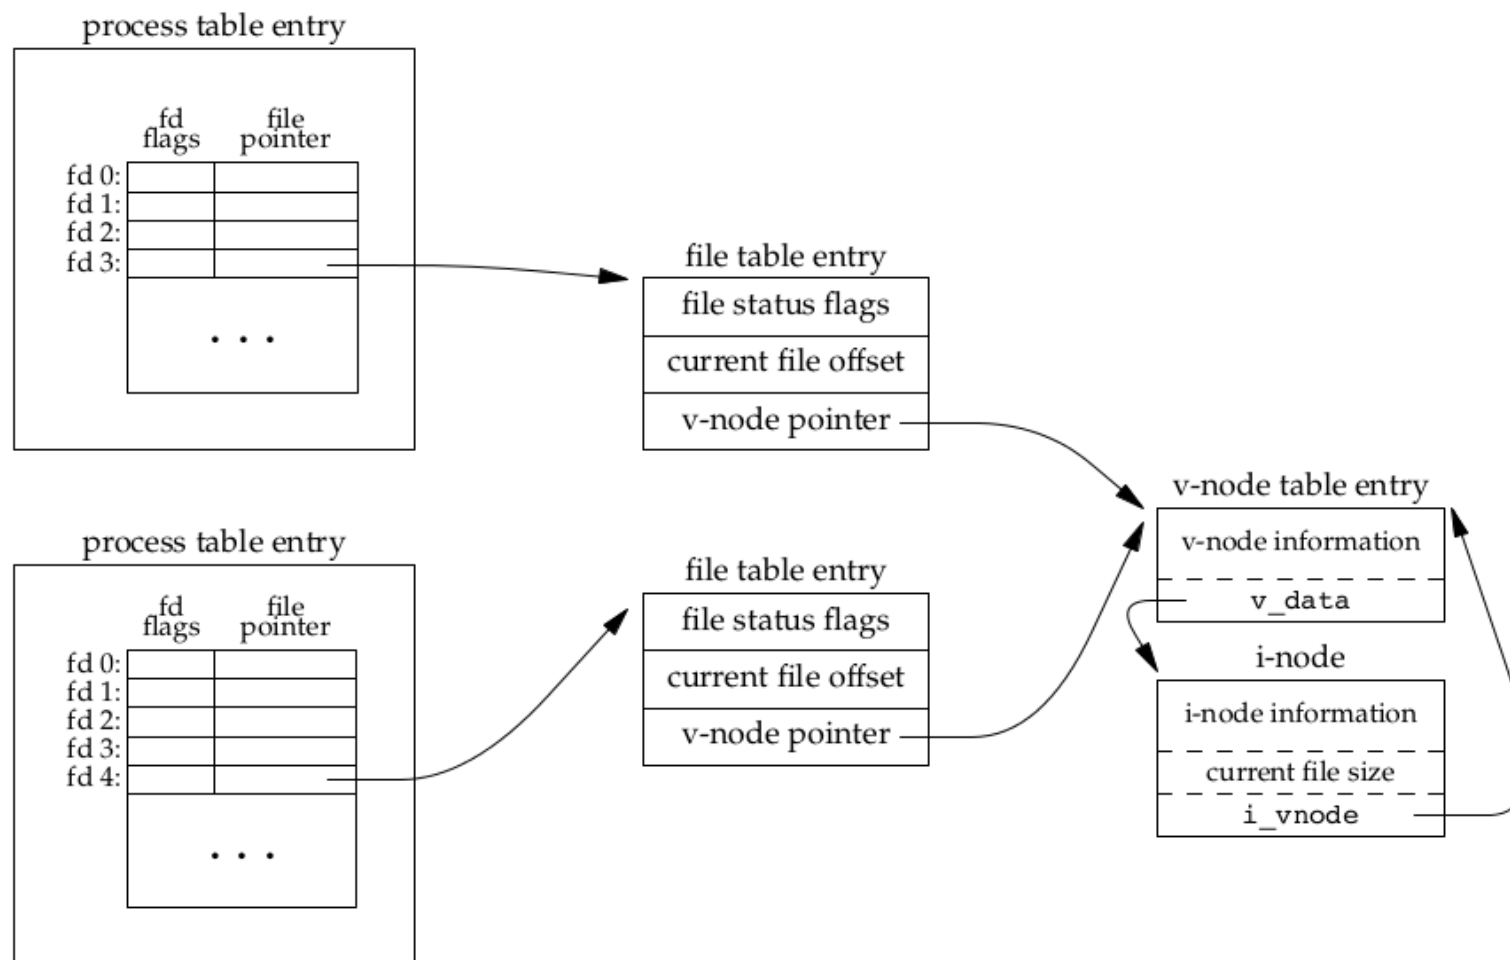 process table entry
fd file
flags pointer
fd 0:
fd 1:
fd 2:
fd 3:
. . .
file table entry
file status flags
current file offset
v-node pointer
process table entry
fd file
flags pointer
fd 0:
fd 1:
fd 2:
fd 3:
fd 4:
. . .
file table entry
file status flags
current file offset
v-node pointer
v-node table entry
v-node information
v_data
i-node
i-node information
current file size
i_vnode